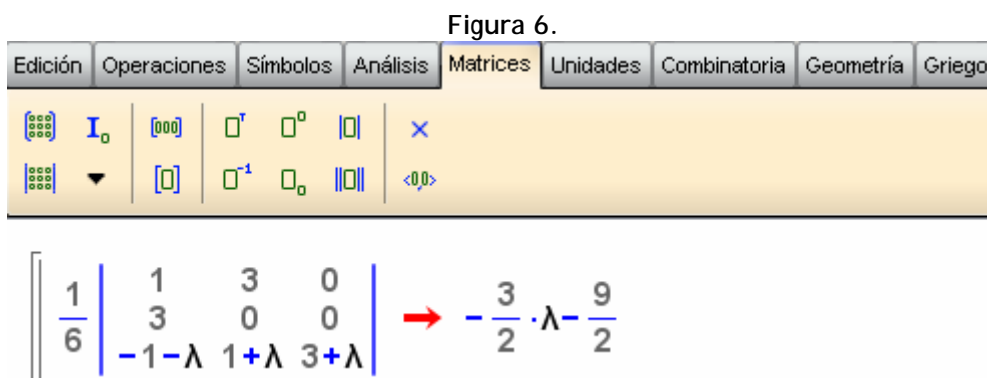 Figura 6.
Edición Operaciones Símbolos Análisis Matrices Unidades Combinatoria Geometría Griego
1 3 0
1/6 3 0 0 → - 3/2 · λ - 9/2
-1-λ 1+λ 3+λ